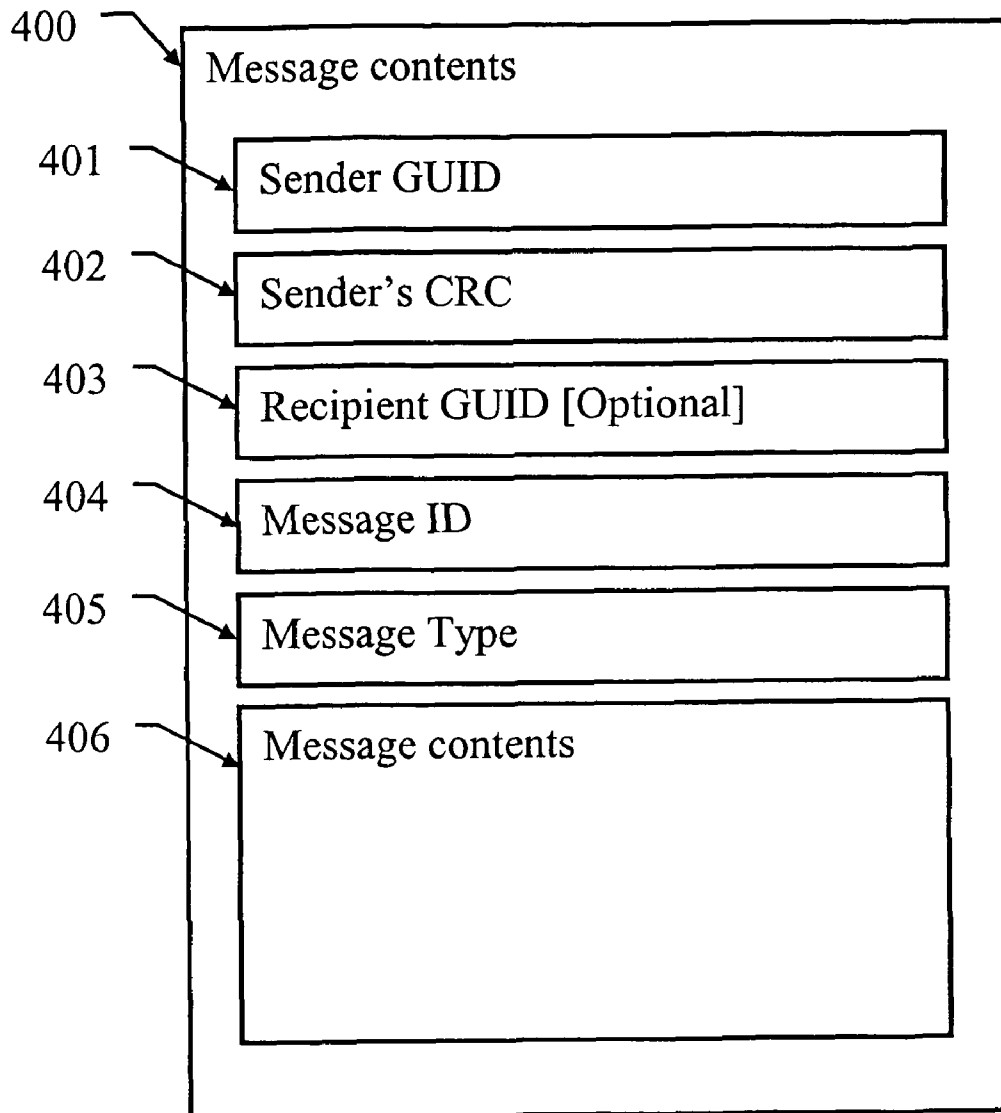 400
Message contents
401
Sender GUID
402
Sender’s CRC
403
Recipient GUID [Optional]
404
Message ID
405
Message Type
406
Message contents